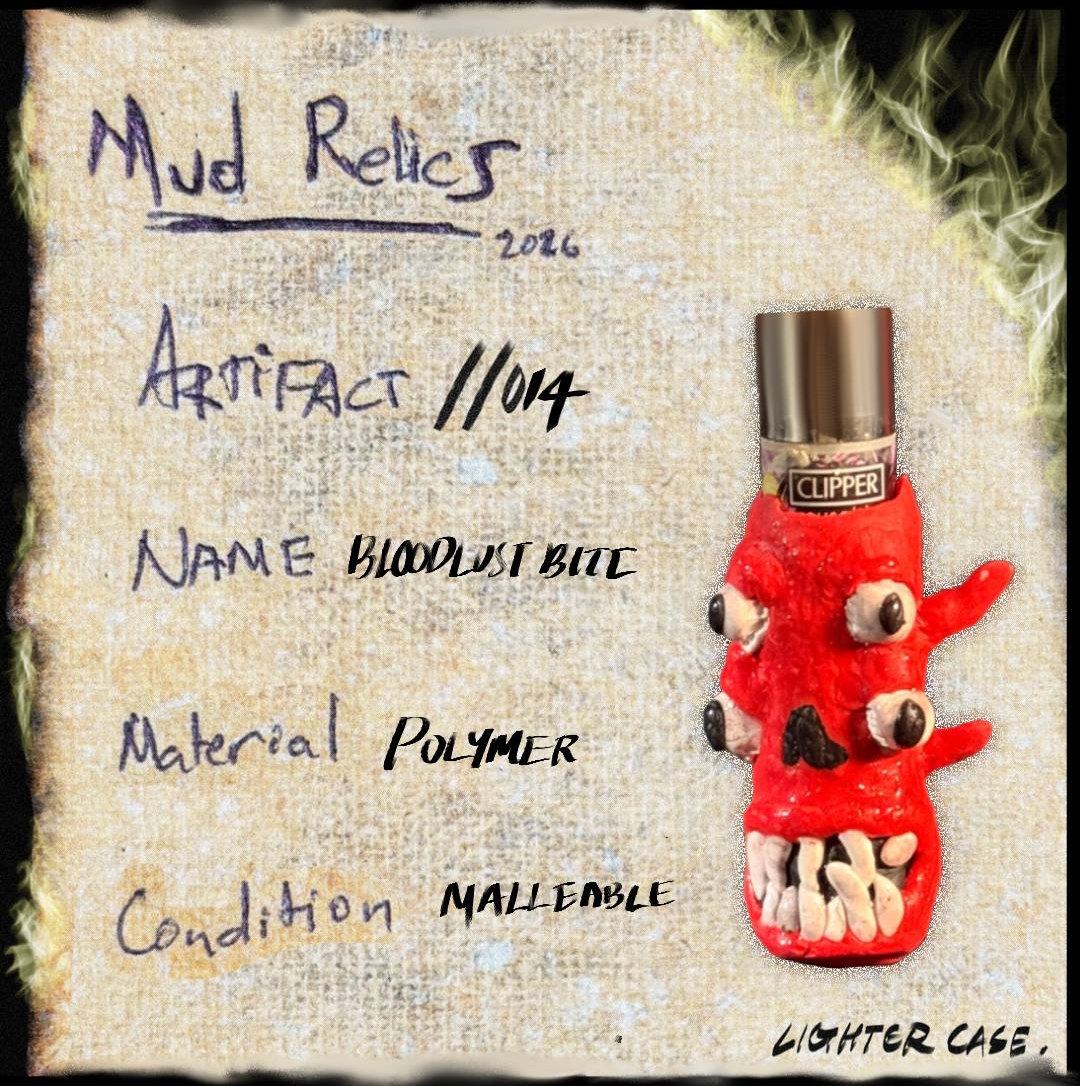 Mud Relics
2026
ARTiFACT //014
NAME BLOODLUST BITE
Material POLYMER
Condition MALLEABLE
CLIPPER
LIGHTER CASE.